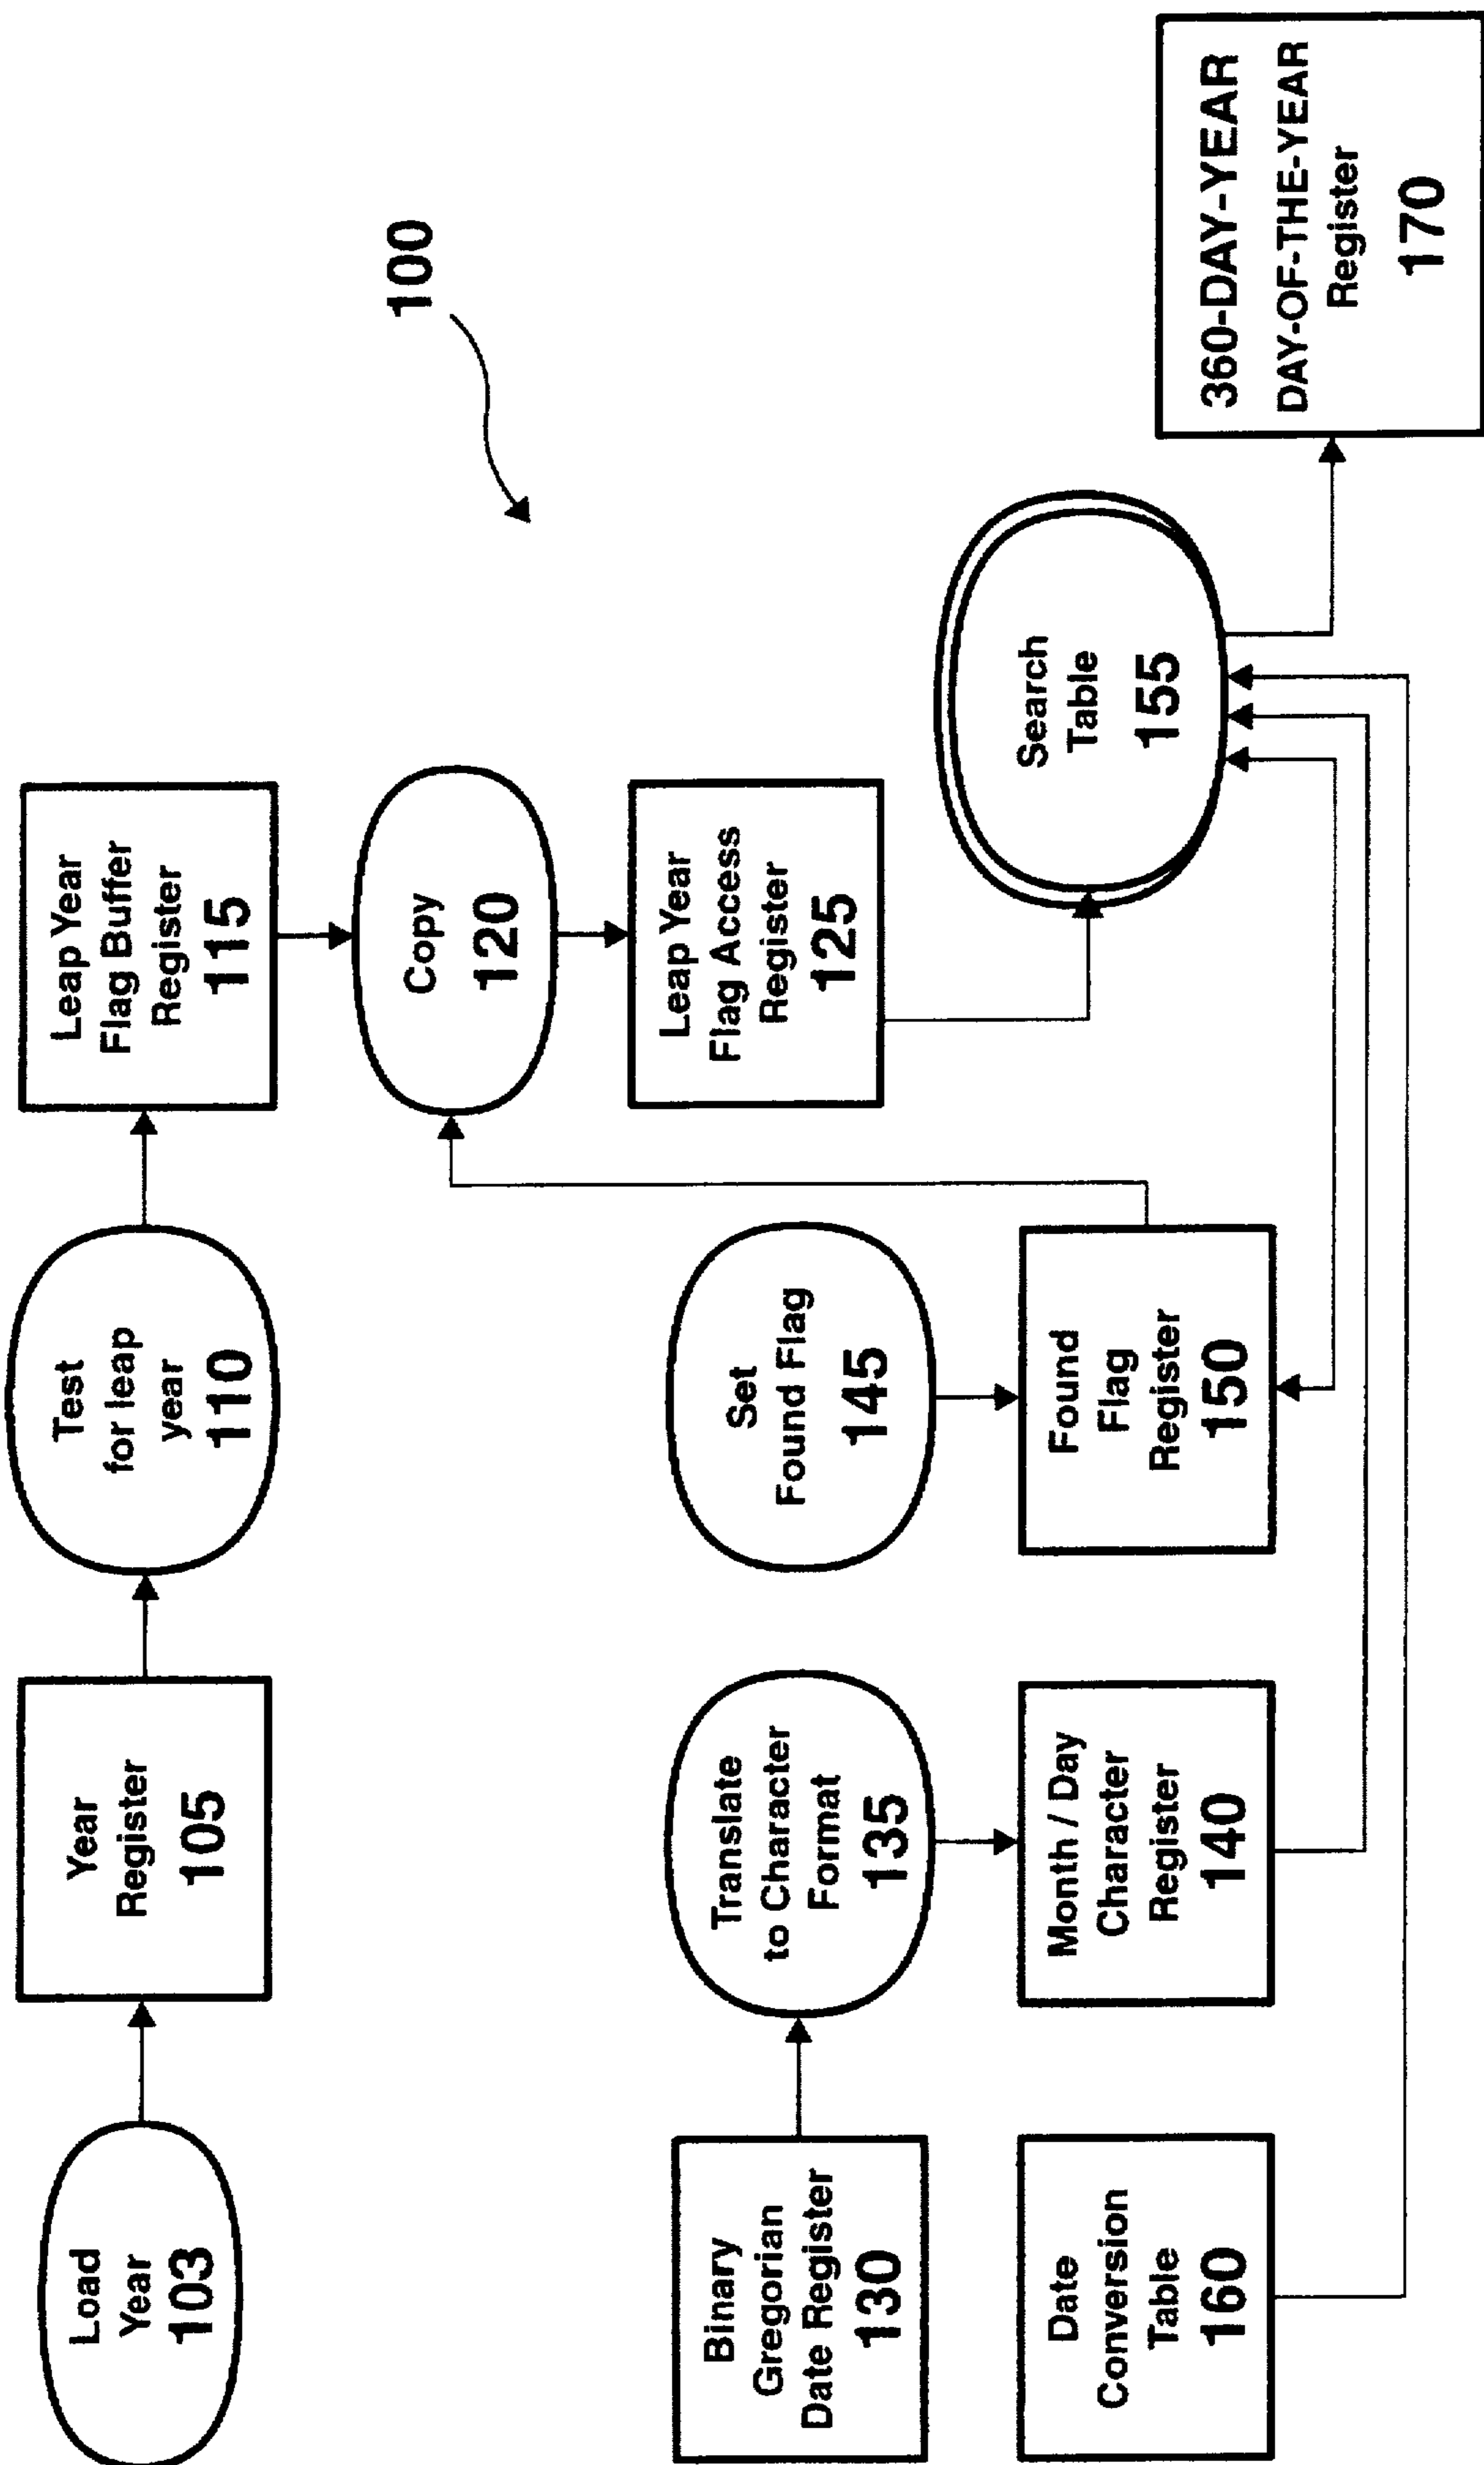 Load
Year
103
Year
Register
105
Test
for leap
year
110
Leap Year
Flag Buffer
Register
115
100
Copy
120
Leap Year
Flag Access
Register
125
Binary
Gregorian
Date Register
130
Translate
to Character
Format
135
Set
Found Flag
145
Date
Conversion
Table
160
Month / Day
Character
Register
140
Found
Flag
Register
150
Search
Table
155
360-DAY-YEAR
DAY-OF-THE-YEAR
Register
170